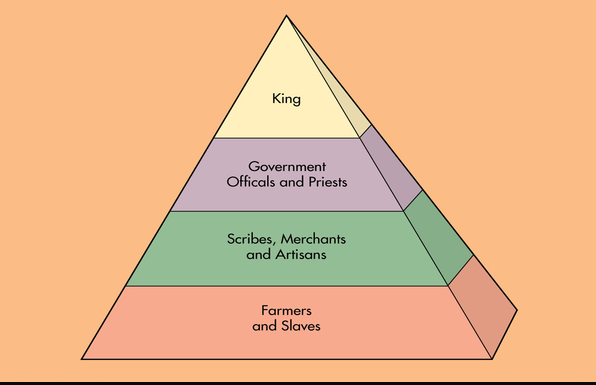 King
Government
Officals and Priests
Scribes, Merchants
and Artisans
Farmers
and Slaves